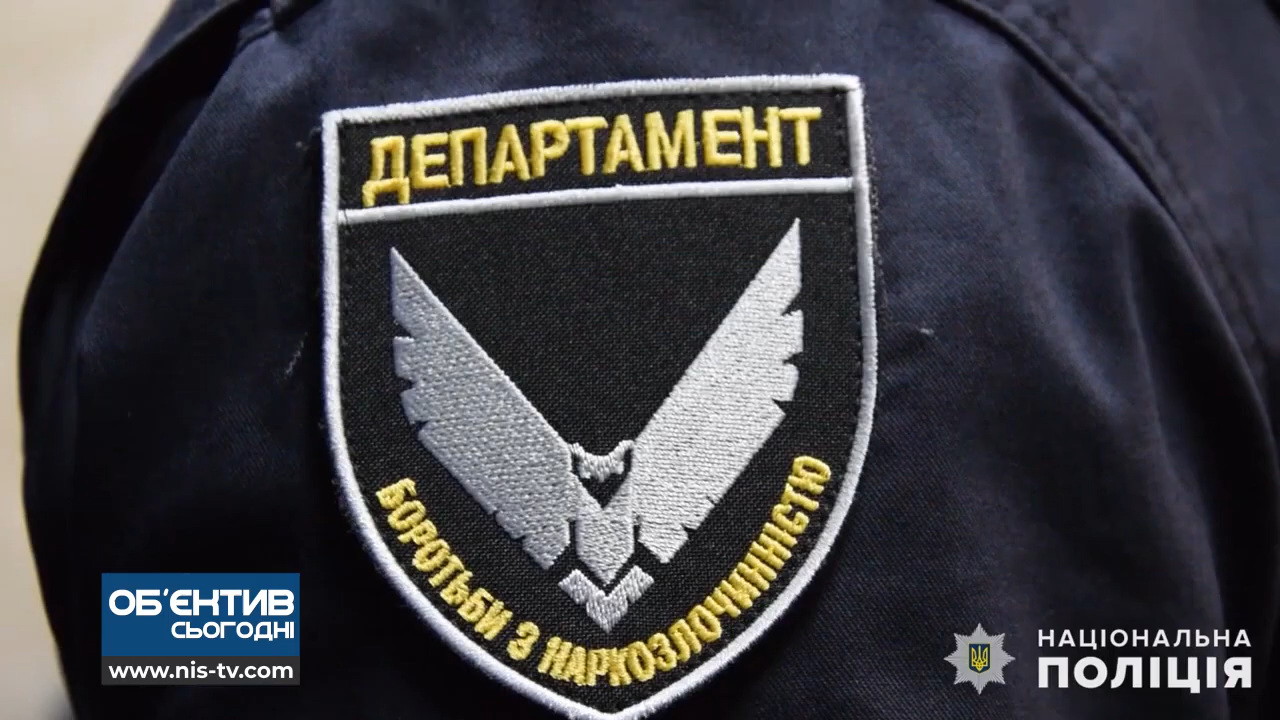 ДЕПАРТАМЕНТ
БОРОТЬБИ З НАРКОЗЛОЧИННІСТЮ
ОБ'ЄКТИВ
СЬОГОДНІ
www.nis-tv.com
НАЦІОНАЛЬНА
ПОЛІЦІЯ